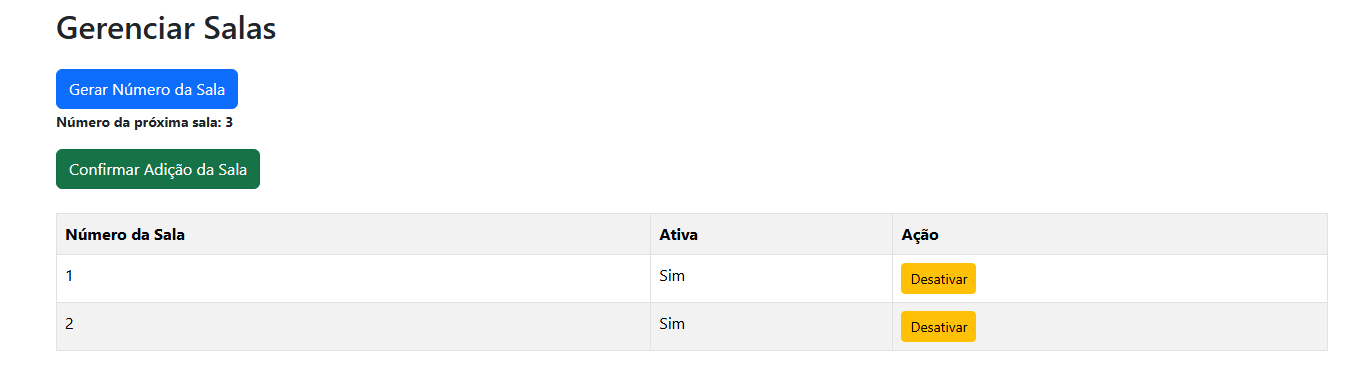 Gerenciar Salas
Gerar Número da Sala
Número da próxima sala: 3
Confirmar Adição da Sala
Número da Sala Ativa Ação
1 Sim Desativar
2 Sim Desativar